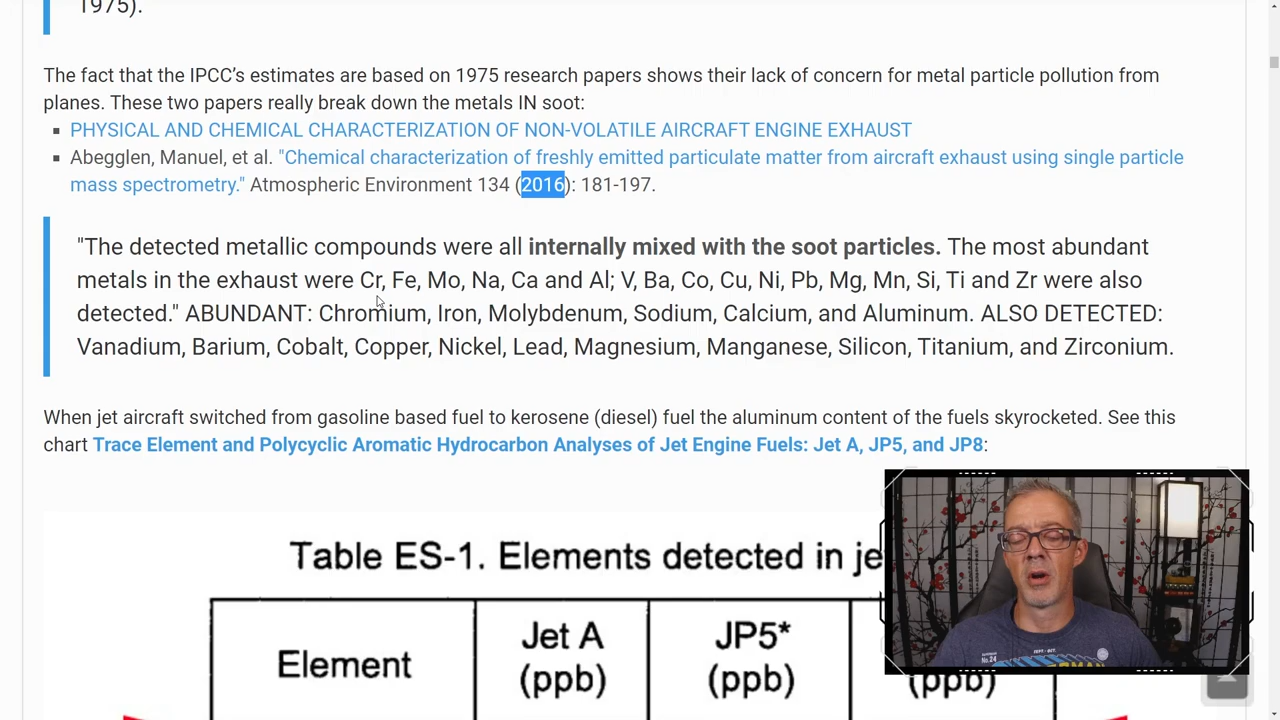 1975).
The fact that the IPCC's estimates are based on 1975 research papers shows their lack of concern for metal particle pollution from
planes. These two papers really break down the metals IN soot:
▪ PHYSICAL AND CHEMICAL CHARACTERIZATION OF NON-VOLATILE AIRCRAFT ENGINE EXHAUST
▪ Abegglen, Manuel, et al. "Chemical characterization of freshly emitted particulate matter from aircraft exhaust using single particle
mass spectrometry." Atmospheric Environment 134 (2016): 181-197.
"The detected metallic compounds were all internally mixed with the soot particles. The most abundant
metals in the exhaust were Cr, Fe, Mo, Na, Ca and Al; V, Ba, Co, Cu, Ni, Pb, Mg, Mn, Si, Ti and Zr were also
detected." ABUNDANT: Chromium, Iron, Molybdenum, Sodium, Calcium, and Aluminum. ALSO DETECTED:
Vanadium, Barium, Cobalt, Copper, Nickel, Lead, Magnesium, Manganese, Silicon, Titanium, and Zirconium.
When jet aircraft switched from gasoline based fuel to kerosene (diesel) fuel the aluminum content of the fuels skyrocketed. See this
chart Trace Element and Polycyclic Aromatic Hydrocarbon Analyses of Jet Engine Fuels: Jet A, JP5, and JP8:
Table ES-1. Elements detected in je
Element
Jet A
(ppb)
JP5*
(ppb)
(ppb)
No.24